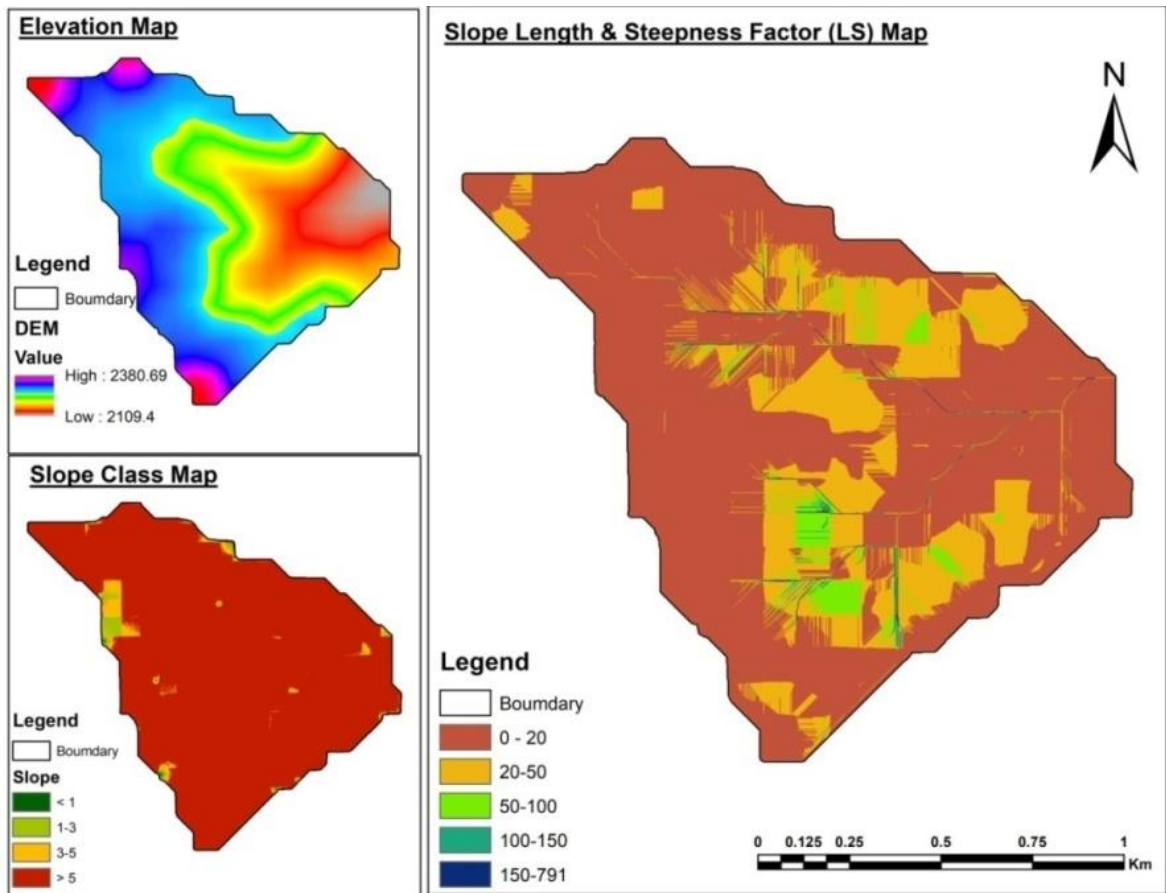 Elevation Map
Legend
Boumdary
DEM
Value
High : 2380.69
Low : 2109.4
Slope Class Map
Legend
Boumdary
Slope
< 1
1-3
3-5
> 5
Slope Length & Steepness Factor (LS) Map
N
Legend
Boumdary
0 - 20
20-50
50-100
100-150
150-791
0 0.125 0.25 0.5 0.75 1
Km